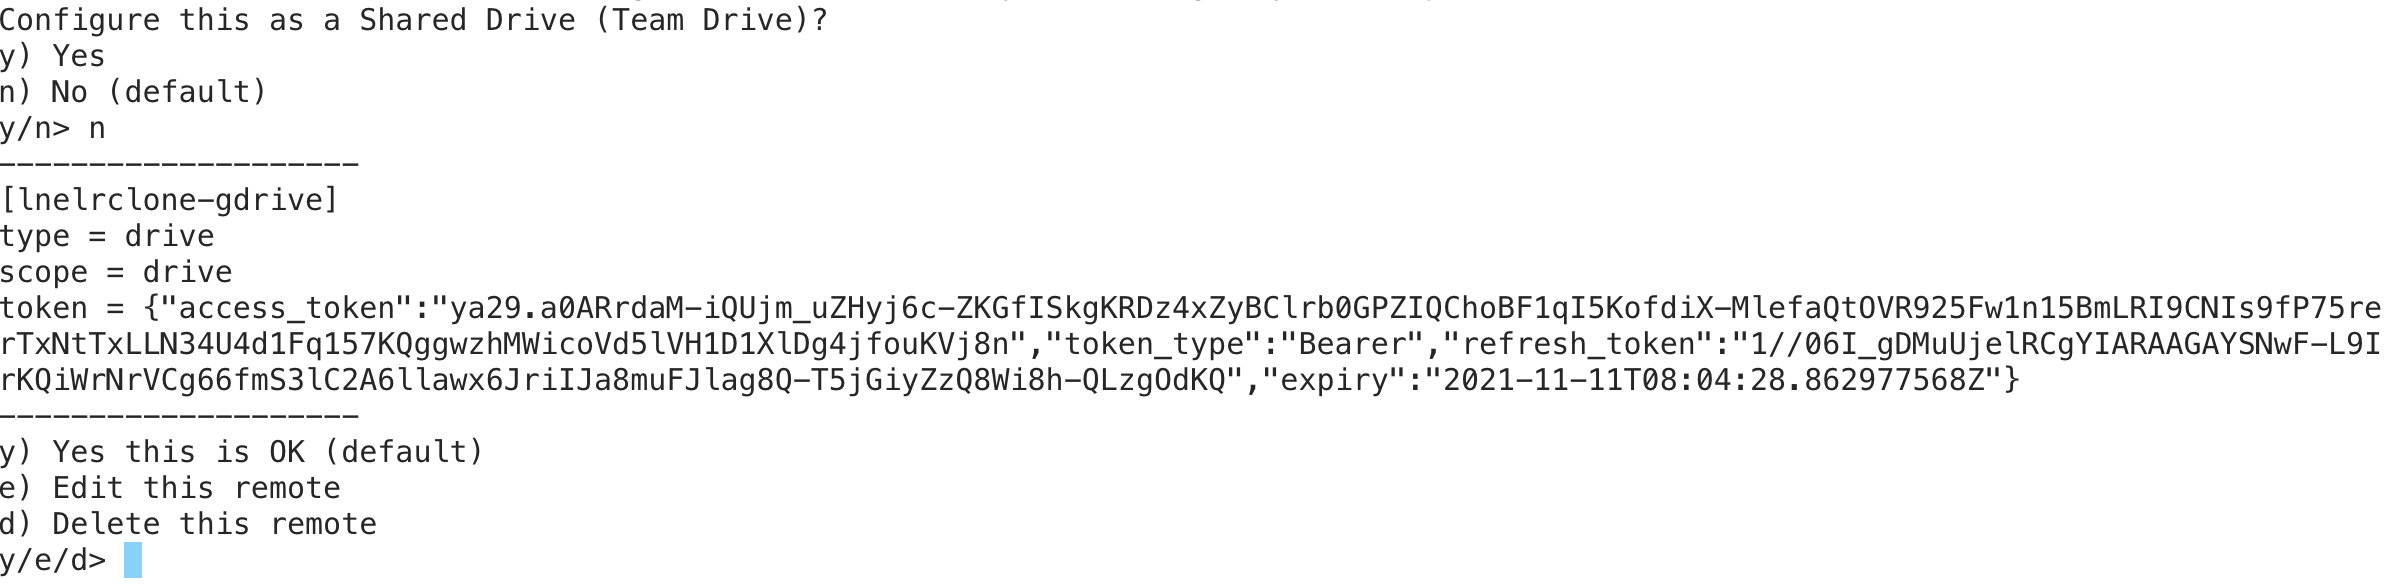 Configure this as a Shared Drive (Team Drive)?
y) Yes
n) No (default)
y/n> n
--------------------
[lnelrclone-gdrive]
type = drive
scope = drive
token = {"access_token":"ya29.a0ARrdaM-iQUjm_uZHyj6c-ZKGfISkgKRDz4xZyBClrb0GPZIQChoBF1qI5KofdiX-MlefaQtOVR925Fw1n15BmLRI9CNIs9fP75re
rTxNtTxLLN34U4d1Fq157KQggwzhMWicoVd5lVH1D1XlDg4jfouKVj8n","token_type":"Bearer","refresh_token":"1//06I_gDMuUjelRCgYIARAAGAYSNwF-L9I
rKQiWrNrVCg66fmS3lC2A6llawx6JriIJa8muFJlag8Q-T5jGiyZzQ8Wi8h-QLzgOdKQ","expiry":"2021-11-11T08:04:28.862977568Z"}
--------------------
y) Yes this is OK (default)
e) Edit this remote
d) Delete this remote
y/e/d>